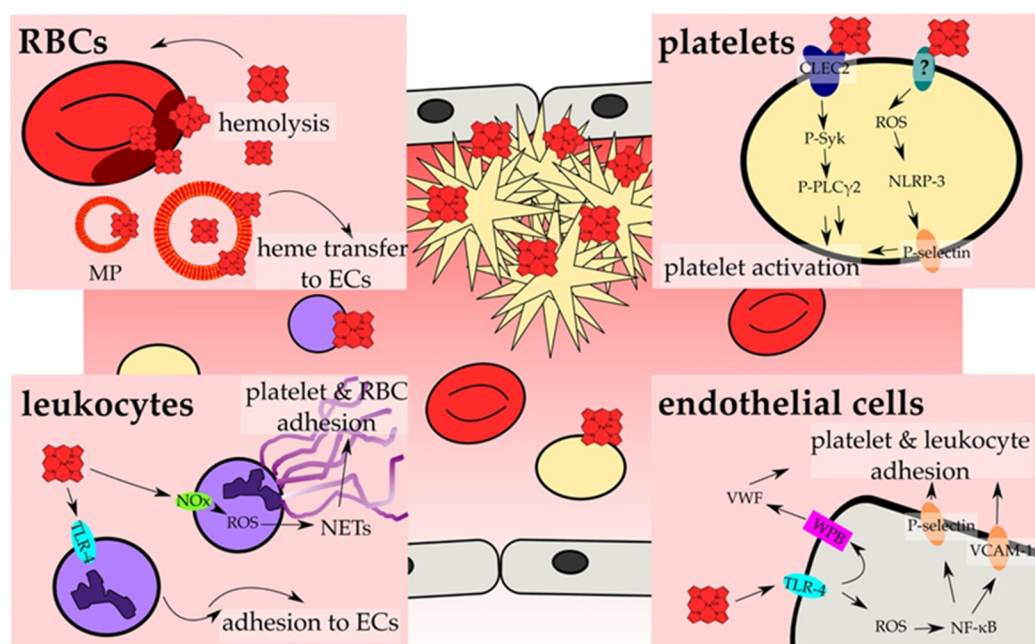 RBCs
hemolysis
MP
heme transfer
to ECs
platelets
CLEC2
?
P-Syk
ROS
P-PLCγ2
NLRP-3
P-selectin
platelet activation
leukocytes
platelet & RBC
adhesion
NOx
ROS
NETs
TLR-4
adhesion to ECs
endothelial cells
platelet & leukocyte
adhesion
VWF
WPB
P-selectin
VCAM-1
TLR-4
ROS
NF-κB